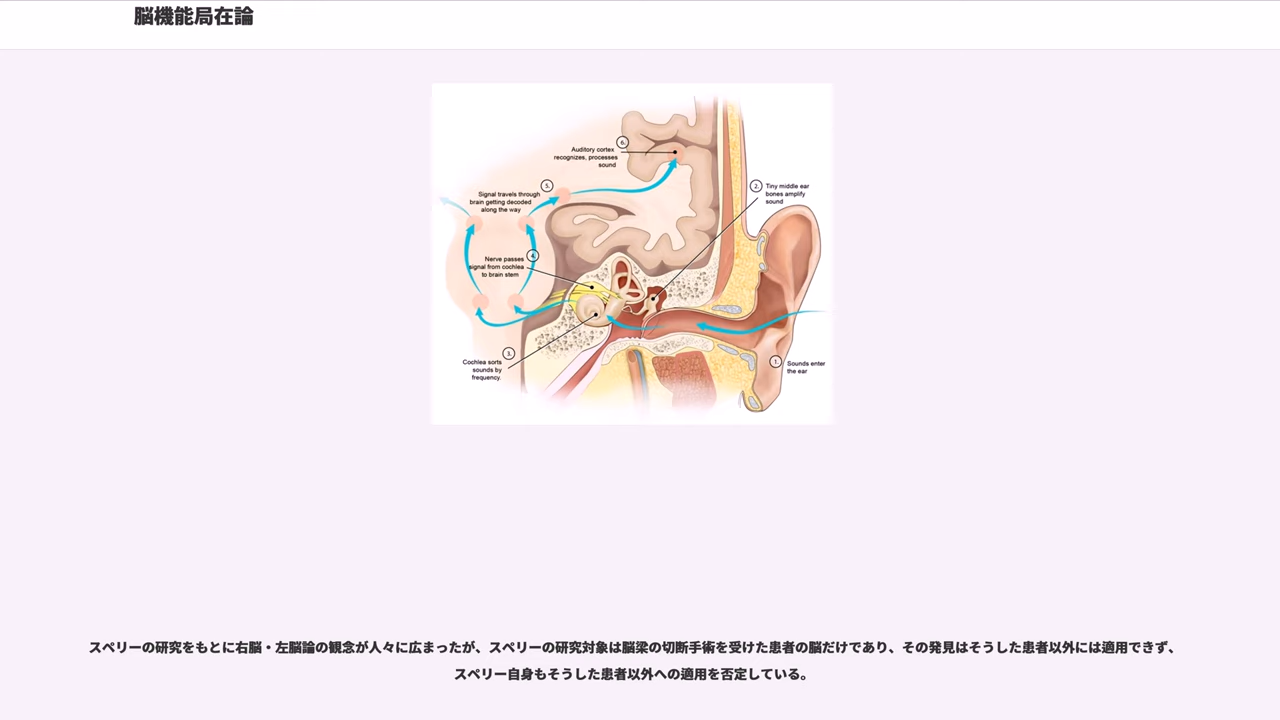 脳機能局在論
6.
Auditory cortex
recognizes, processes
sound
5.
Signal travels through
brain getting decoded
along the way
2.
Tiny middle ear
bones amplify
sound
4.
Nerve passes
signal from cochlea
to brain stem
3.
Cochlea sorts
sounds by
frequency.
1.
Sounds enter
the ear
スペリーの研究をもとに右脳・左脳論の観念が人々に広まったが、スペリーの研究対象は脳梁の切断手術を受けた患者の脳だけであり、その発見はそうした患者以外には適用できず、
スペリー自身もそうした患者以外への適用を否定している。